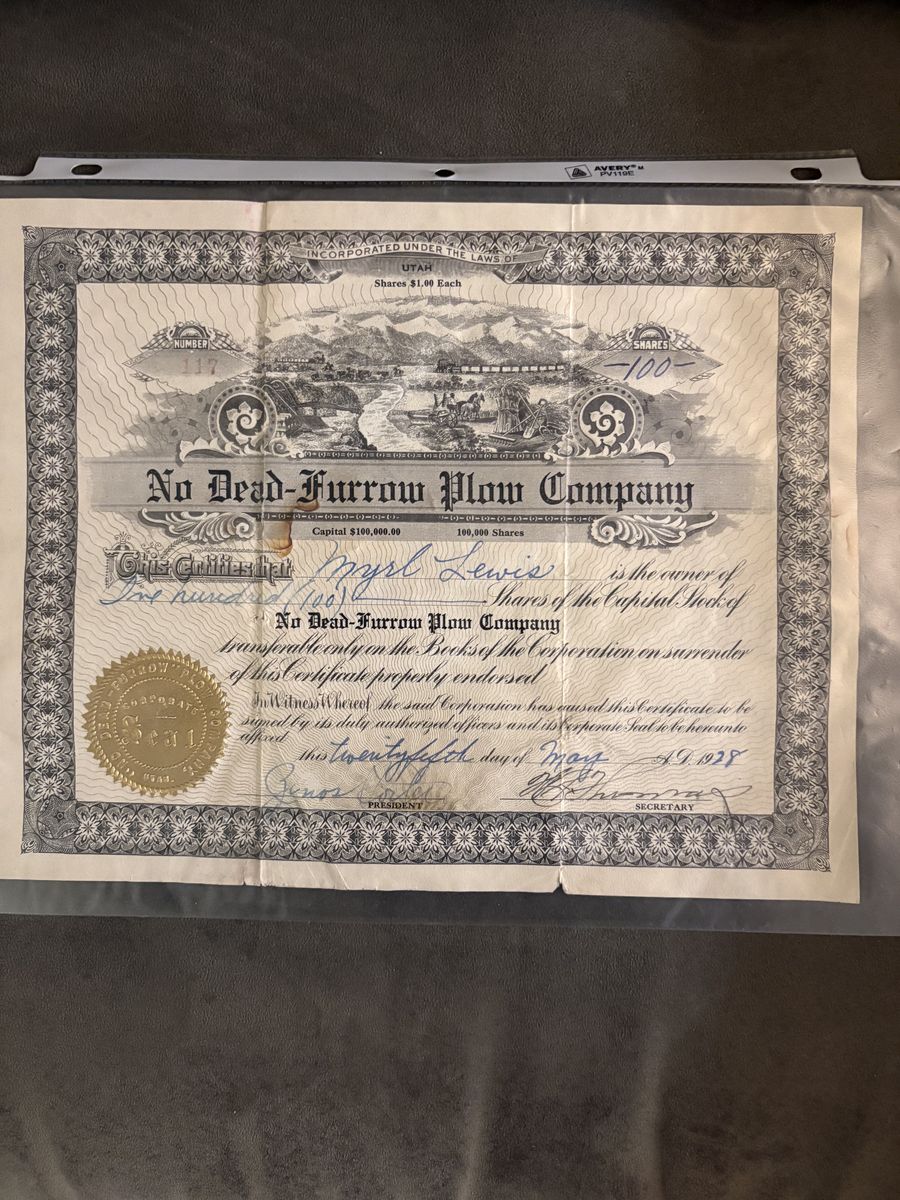 AVERY® M
PV119E
INCORPORATED UNDER THE LAWS OF
UTAH
Shares $1.00 Each
NUMBER
117
SHARES
-100-
No Dead-Furrow Plow Company
Capital $100,000.00 100,000 Shares
This Certifies that Myrl Lewis is the owner of
One hundred (100) Shares of the Capital Stock of
No Dead-Furrow Plow Company
transferable only on the Books of the Corporation, on surrender
of this Certificate properly endorsed
In Witness Whereof, the said Corporation has caused this Certificate to be
signed by its duly authorized officers and its Corporate Seal to be hereunto
affixed
this twentyfifth day of May A.D. 1928
PRESIDENT
SECRETARY
CORPORATE
Seal
UTAH.